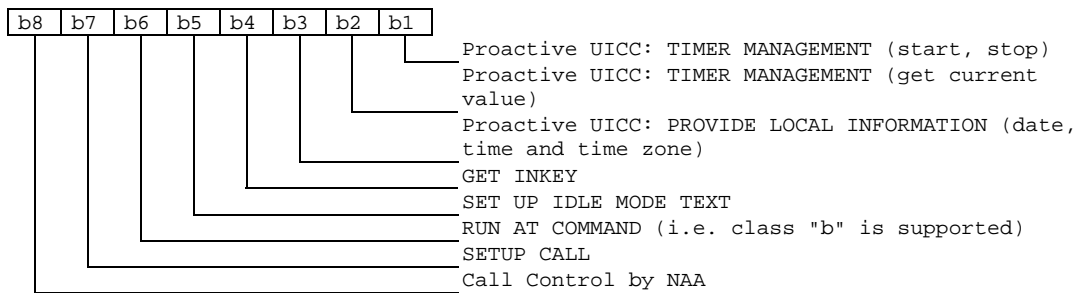 b8 b7 b6 b5 b4 b3 b2 b1
Proactive UICC: TIMER MANAGEMENT (start, stop)
Proactive UICC: TIMER MANAGEMENT (get current
value)
Proactive UICC: PROVIDE LOCAL INFORMATION (date,
time and time zone)
GET INKEY
SET UP IDLE MODE TEXT
RUN AT COMMAND (i.e. class "b" is supported)
SETUP CALL
Call Control by NAA